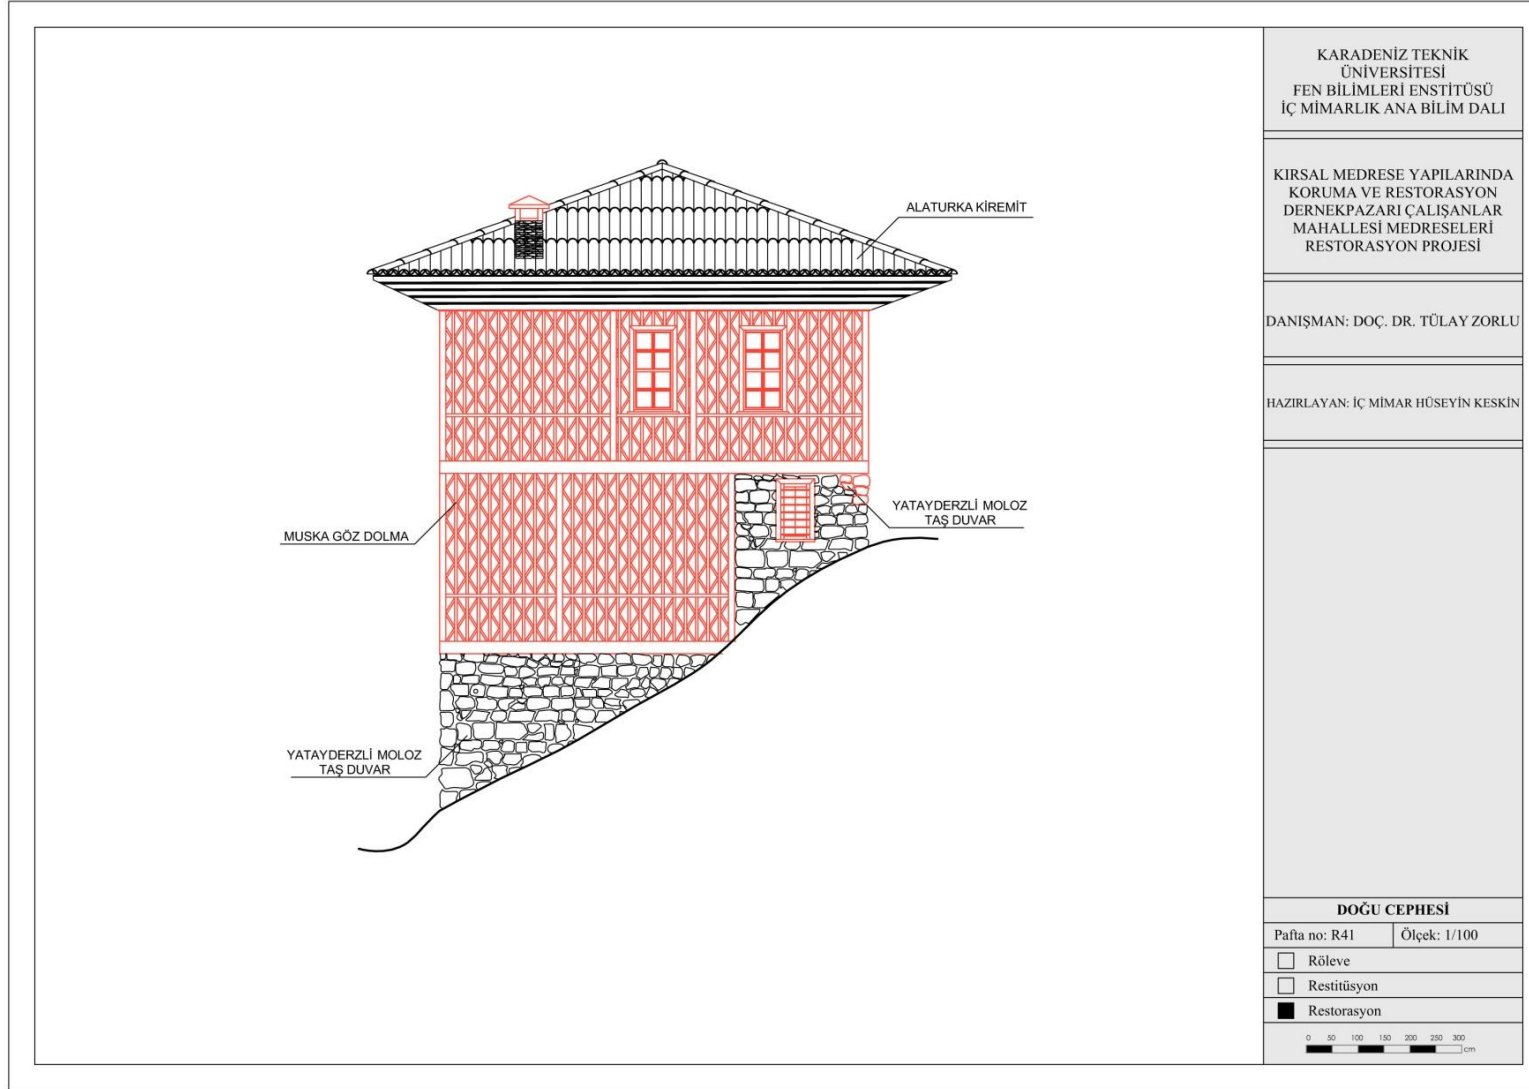 KARADENİZ TEKNİK
ÜNİVERSİTESİ
FEN BİLİMLERİ ENSTİTÜSÜ
İÇ MİMARLIK ANA BİLİM DALI
KIRSAL MEDRESE YAPILARINDA
KORUMA VE RESTORASYON
DERNEKPAZARI ÇALIŞANLAR
MAHALLESİ MEDRESELERİ
RESTORASYON PROJESİ
DANIŞMAN: DOÇ. DR. TÜLAY ZORLU
HAZIRLAYAN: İÇ MİMAR HÜSEYİN KESKİN
ALATURKA KİREMİT
YATAYDERZLİ MOLOZ
TAŞ DUVAR
MUSKA GÖZ DOLMA
YATAYDERZLİ MOLOZ
TAŞ DUVAR
DOĞU CEPHESİ
Pafta no: R41 Ölçek: 1/100
Röleve
Restitüsyon
Restorasyon
0 50 100 150 200 250 300
cm